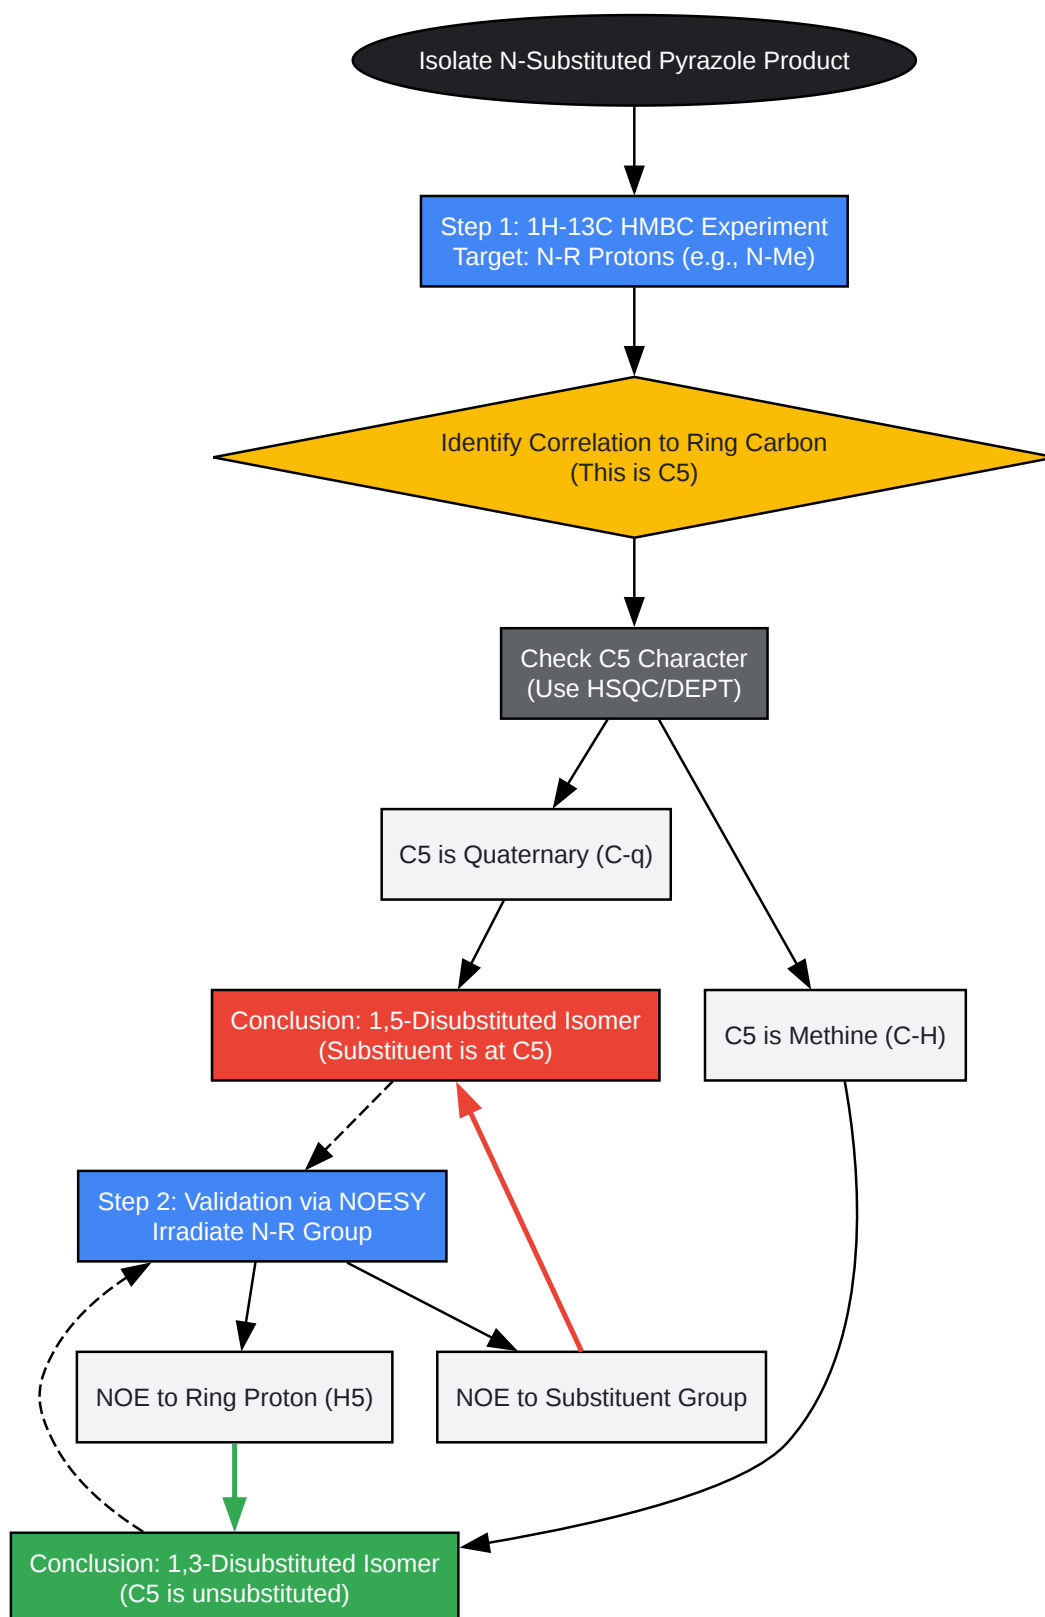 Isolate N-Substituted Pyrazole Product
Step 1: 1H-13C HMBC Experiment
Target: N-R Protons (e.g., N-Me)
Identify Correlation to Ring Carbon
(This is C5)
Check C5 Character
(Use HSQC/DEPT)
C5 is Quaternary (C-q)
Conclusion: 1,5-Disubstituted Isomer
(Substituent is at C5)
C5 is Methine (C-H)
Step 2: Validation via NOESY
Irradiate N-R Group
NOE to Ring Proton (H5)
NOE to Substituent Group
Conclusion: 1,3-Disubstituted Isomer
(C5 is unsubstituted)